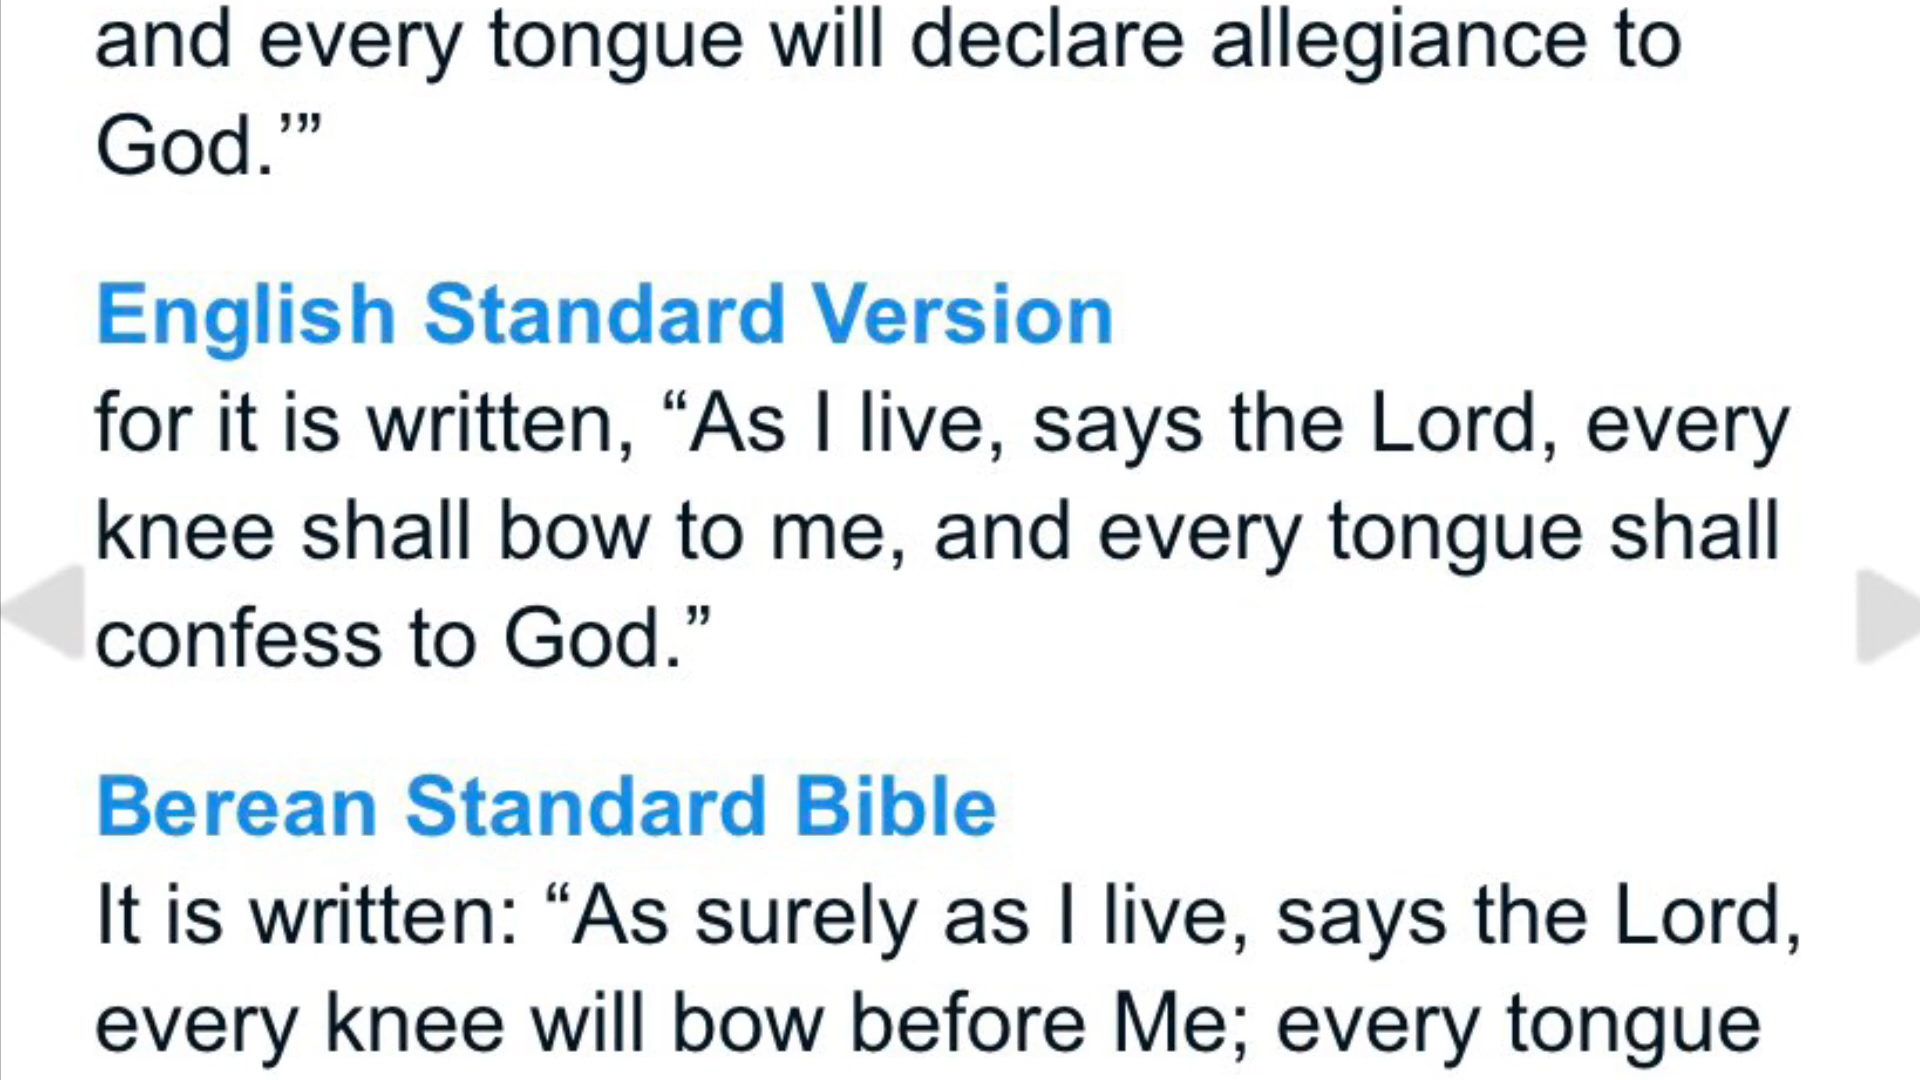 and every tongue will declare allegiance to
God.’”
English Standard Version
for it is written, “As I live, says the Lord, every
knee shall bow to me, and every tongue shall
confess to God.”
Berean Standard Bible
It is written: “As surely as I live, says the Lord,
every knee will bow before Me; every tongue